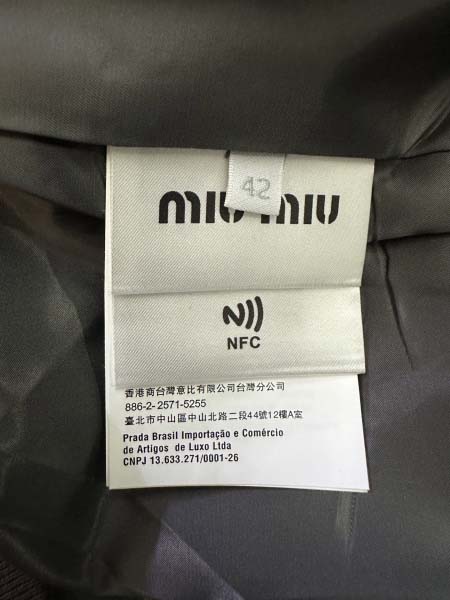 42
miu miu
NFC
香港商台灣意比有限公司台灣分公司
886-2- 2571-5255
臺北市中山區中山北路二段44號12樓A室
Prada Brasil Importação e Comércio
de Artigos de Luxo Ltda
CNPJ 13.633.271/0001-26